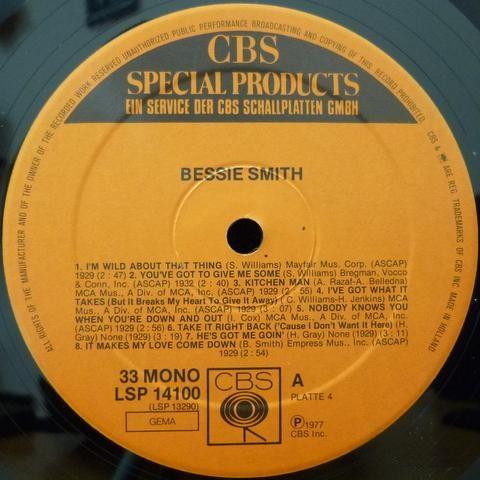 ALL RIGHTS OF THE MANUFACTURER AND OF THE OWNER OF THE RECORDED WORK RESERVED UNAUTHORIZED PUBLIC PERFORMANCE BROADCASTING AND COPYING OF THIS RECORD PROHIBITED. CBS & ARE REG. TRADEMARKS OF CBS INC. MADE IN HOLLAND
CBS
SPECIAL PRODUCTS
EIN SERVICE DER CBS SCHALLPLATTEN GMBH
BESSIE SMITH
1. I'M WILD ABOUT THAT THING (S. Williams) Mayfair Mus. Corp. (ASCAP)
1929 (2 : 47) 2. YOU'VE GOT TO GIVE ME SOME (S. Williams) Bregman, Vocco
& Conn, Inc. (ASCAP) 1932 (2 : 40) 3. KITCHEN MAN (A. Razaf-A. Belledna)
MCA Mus., A Div. of MCA, Inc. (ASCAP) 1929 (2 : 55) 4. I'VE GOT WHAT IT
TAKES (But It Breaks My Heart To Give It Away) ( C. Williams-H. Jenkins) MCA Mus.,
A Div. of MCA, Inc. (ASCAP) 1929 (3 : 07) 5. NOBODY KNOWS YOU
WHEN YOU'RE DOWN AND OUT (I. Cox) MCA Mus., A Div. of MCA, Inc. (ASCAP)
1929 (2 : 56) 6. TAKE IT RIGHT BACK ('Cause I Don't Want It Here) (H.
Gray) None (1929) (3 : 19) 7. HE'S GOT ME GOIN' (H. Gray) None (1929) (3 : 11)
8. IT MAKES MY LOVE COME DOWN (B. Smith) Empress Mus., Inc. (ASCAP)
1929 (2 : 54)
33 MONO
LSP 14100
(LSP 13290)
GEMA
CBS
A
PLATTE 4
Ⓟ 1977
CBS Inc.